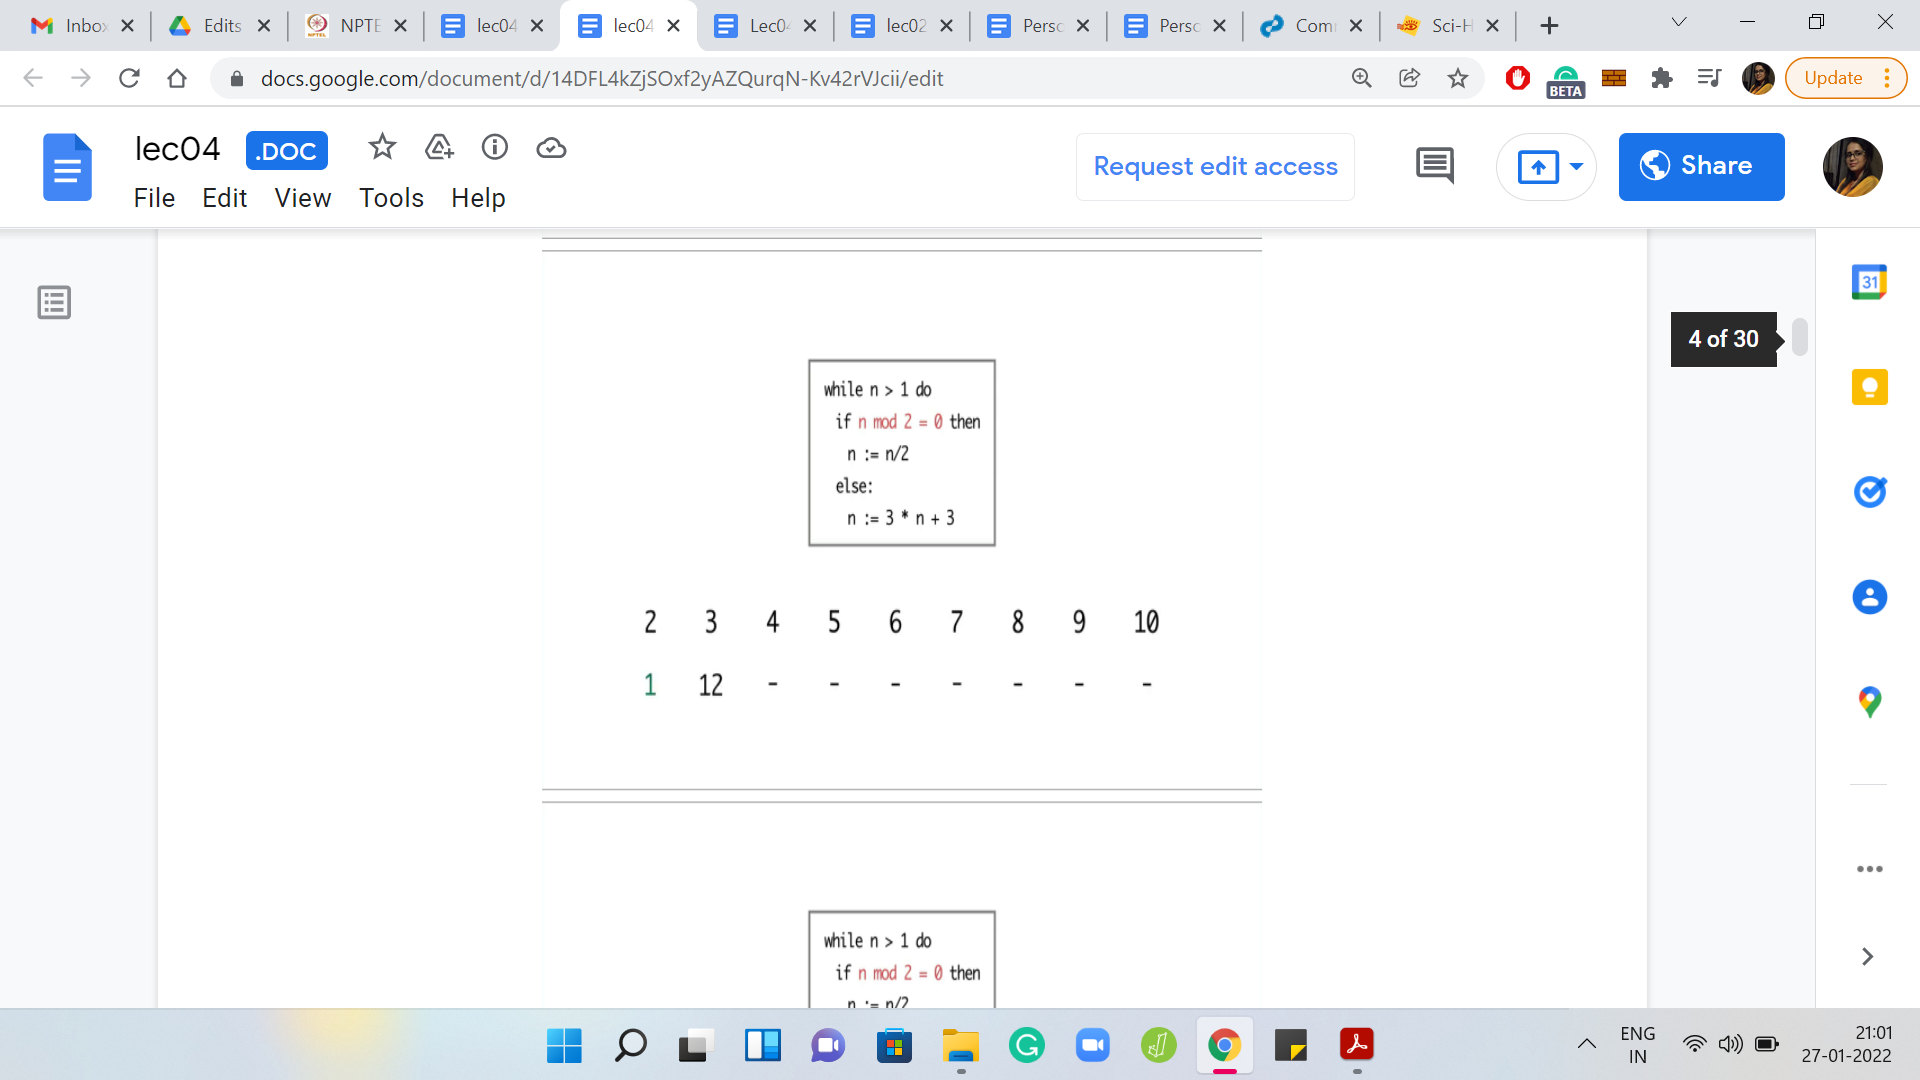 Inbox
Edits
NPTE
lec04
lec04
Lec04
lec02
Perso
Perso
Com
Sci-H
docs.google.com/document/d/14DFL4kZjSOxf2yAZQurqN-Kv42rVJcii/edit
BETA
Update
lec04 .DOC
Request edit access
Share
File Edit View Tools Help
31
4 of 30
while n > 1 do
if n mod 2 = 0 then
n := n/2
else:
n := 3 * n + 3
2 3 4 5 6 7 8 9 10
1 12 - - - - - - -
while n > 1 do
if n mod 2 = 0 then
n := n/2
ENG
IN
21:01
27-01-2022